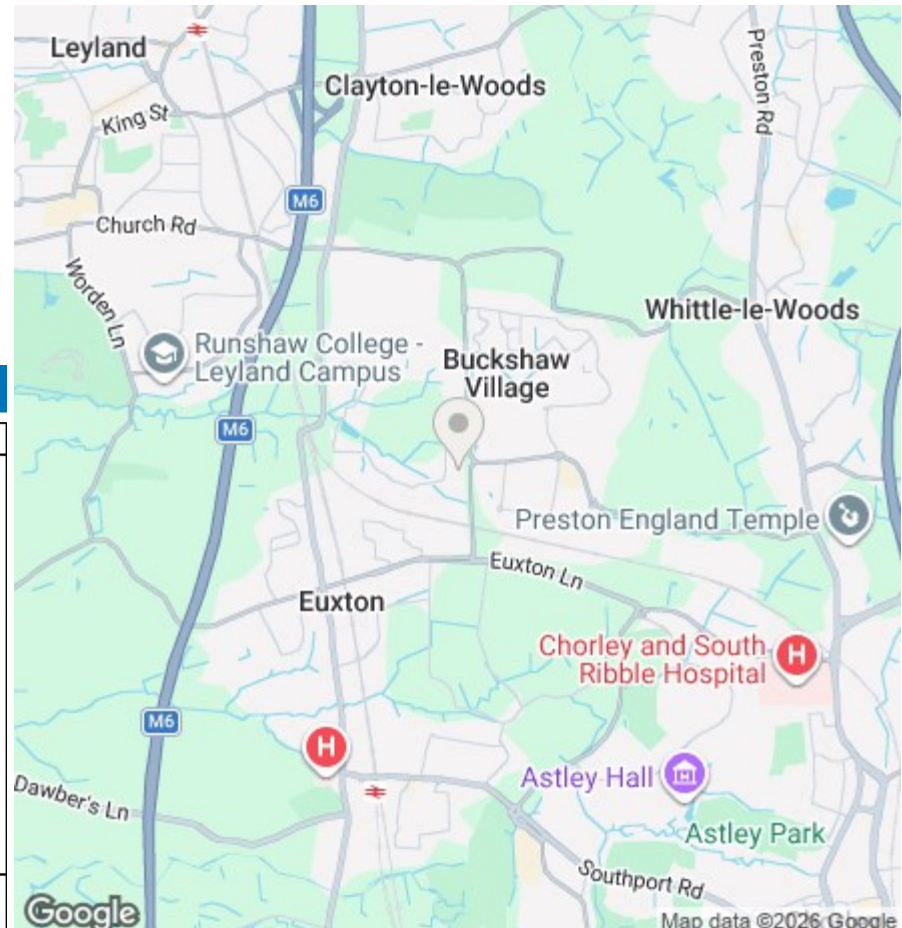 Leyland
Clayton-le-Woods
Preston Rd
King St
M6
Church Rd
Worden Ln
Whittle-le-Woods
Runshaw College -
Leyland Campus
Buckshaw
Village
M6
Preston England Temple
Euxton Ln
Euxton
Chorley and South
Ribble Hospital
H
M6
H
Astley Hall
Dawber's Ln
Astley Park
Southport Rd
Google
Map data ©2026 Google